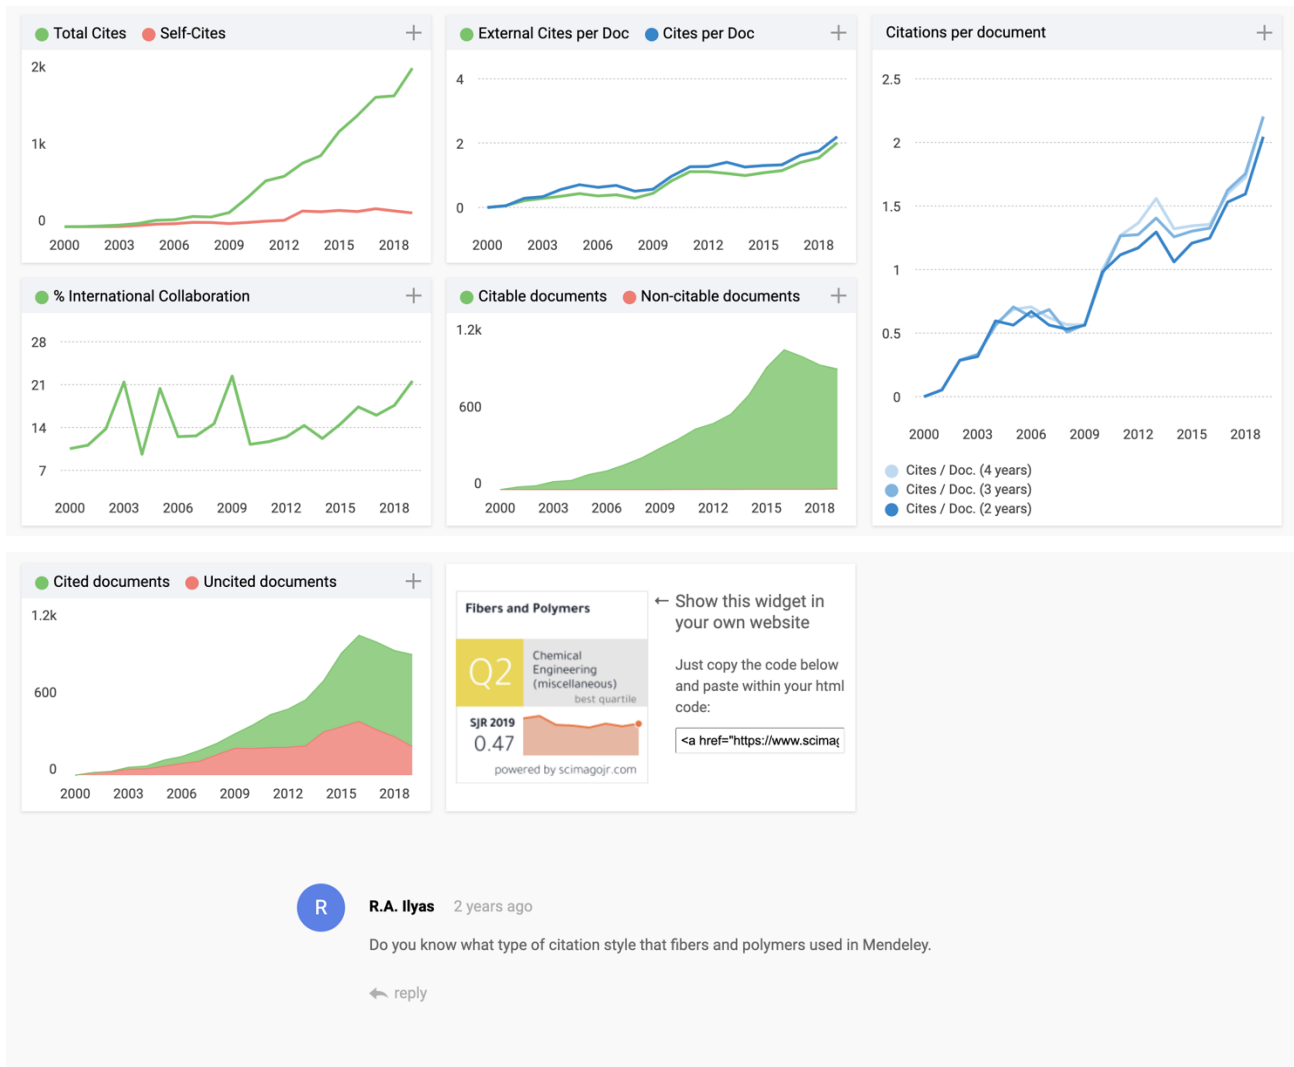 Total Cites Self-Cites
2k
1k
0
2000 2003 2006 2009 2012 2015 2018
External Cites per Doc Cites per Doc
4
2
0
2000 2003 2006 2009 2012 2015 2018
Citations per document
2.5
2
1.5
1
0.5
0
2000 2003 2006 2009 2012 2015 2018
Cites / Doc. (4 years)
Cites / Doc. (3 years)
Cites / Doc. (2 years)
% International Collaboration
28
21
14
7
2000 2003 2006 2009 2012 2015 2018
Citable documents Non-citable documents
1.2k
600
0
2000 2003 2006 2009 2012 2015 2018
Cited documents Uncited documents
1.2k
600
0
2000 2003 2006 2009 2012 2015 2018
Fibers and Polymers
Q2
Chemical
Engineering
(miscellaneous)
best quartile
SJR 2019
0.47
powered by scimagojr.com
← Show this widget in
your own website
Just copy the code below
and paste within your html
code:
<a href="https://www.scimag
R
R.A. Ilyas 2 years ago
Do you know what type of citation style that fibers and polymers used in Mendeley.
reply